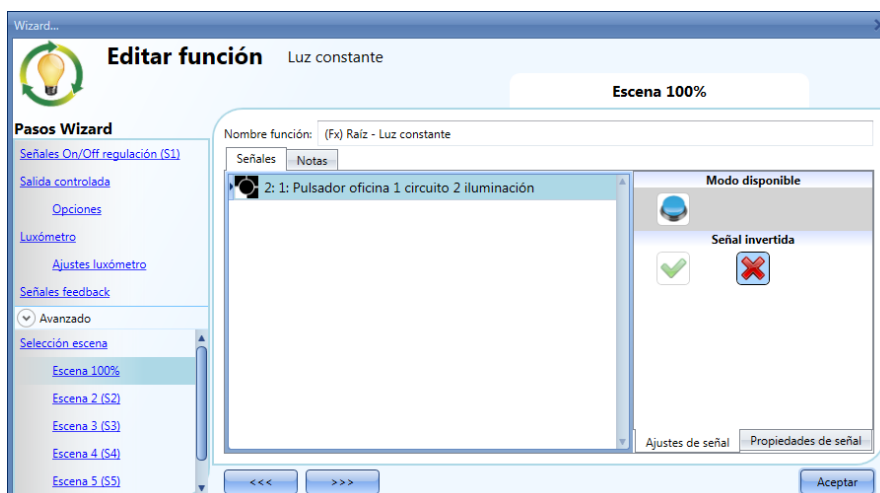 Wizard...
Editar función Luz constante
Escena 100%
Pasos Wizard
Señales On/Off regulación (S1)
Salida controlada
Opciones
Luxómetro
Ajustes luxómetro
Señales feedback
Avanzado
Selección escena
Escena 100%
Escena 2 (S2)
Escena 3 (S3)
Escena 4 (S4)
Escena 5 (S5)
Nombre función: (Fx) Raíz - Luz constante
Señales Notas
2: 1: Pulsador oficina 1 circuito 2 iluminación
Modo disponible
Señal invertida
Ajustes de señal Propiedades de señal
<<< >>> Aceptar